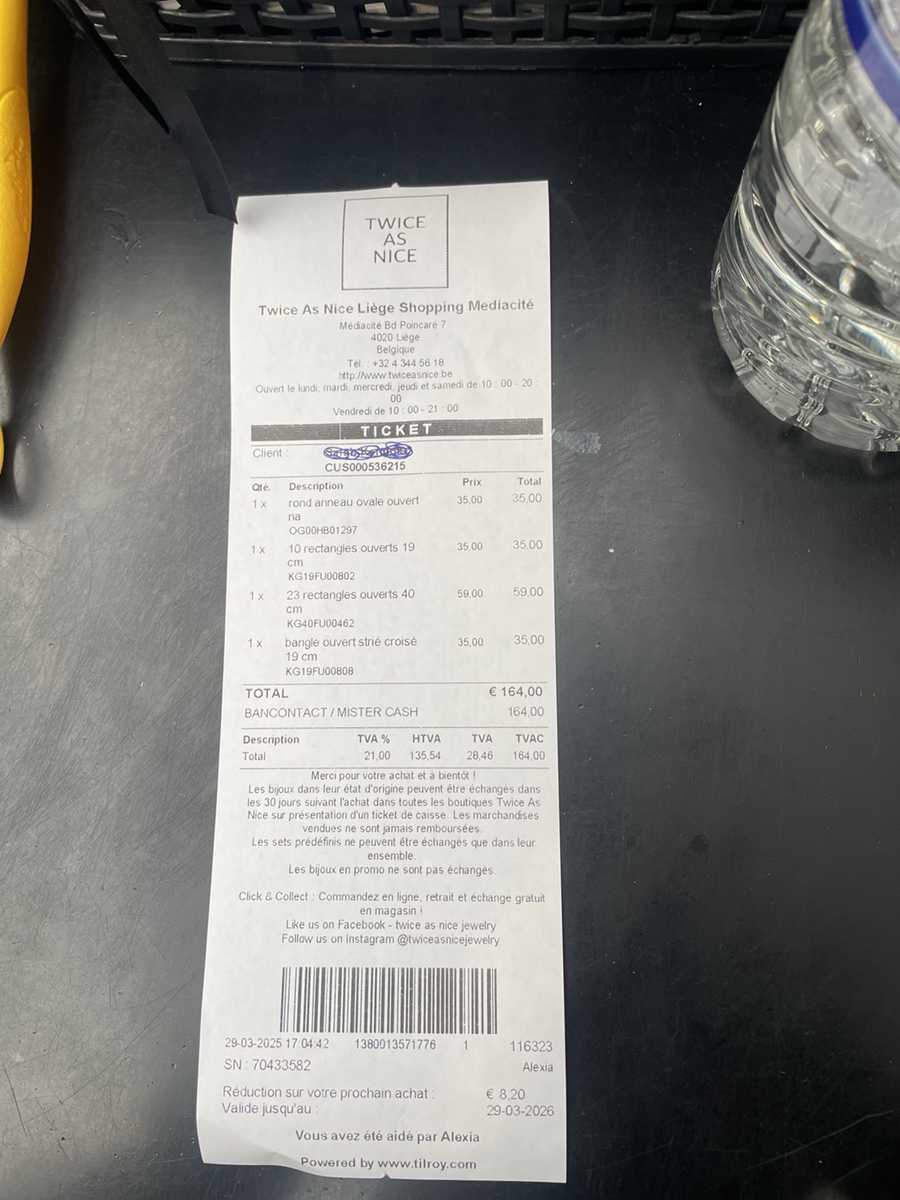 TWICE
AS
NICE
Twice As Nice Liège Shopping Mediacité
Médiacité Bd Poincaré 7
4020 Liège
Belgique
Tél. : +32 4 344 56 18
http://www.twiceasnice.be
Ouvert le lundi, mardi, mercredi, jeudi et samedi de 10 : 00 - 20 :
00
Vendredi de 10 : 00 - 21 : 00
TICKET
Client :
CUS000536215
Qté. Description Prix Total
1 x rond anneau ovale ouvert 35,00 35,00
na
OG00HB01297
1 x 10 rectangles ouverts 19 35,00 35,00
cm
KG19FU00802
1 x 23 rectangles ouverts 40 59,00 59,00
cm
KG40FU00462
1 x bangle ouvert strié croisé 35,00 35,00
19 cm
KG19FU00808
TOTAL € 164,00
BANCONTACT / MISTER CASH 164,00
Description TVA % HTVA TVA TVAC
Total 21,00 135,54 28,46 164,00
Merci pour votre achat et à bientôt !
Les bijoux dans leur état d'origine peuvent être échangés dans
les 30 jours suivant l'achat dans toutes les boutiques Twice As
Nice sur présentation d'un ticket de caisse. Les marchandises
vendues ne sont jamais remboursées.
Les sets prédéfinis ne peuvent être échangés que dans leur
ensemble.
Les bijoux en promo ne sont pas échangés.
Click & Collect : Commandez en ligne, retrait et échange gratuit
en magasin !
Like us on Facebook - twice as nice jewelry
Follow us on Instagram @twiceasnicejewelry
29-03-2025 17:04:42 1380013571776 1 116323
SN : 70433582 Alexia
Réduction sur votre prochain achat : € 8,20
Valide jusqu'au : 29-03-2026
Vous avez été aidé par Alexia
Powered by www.tilroy.com